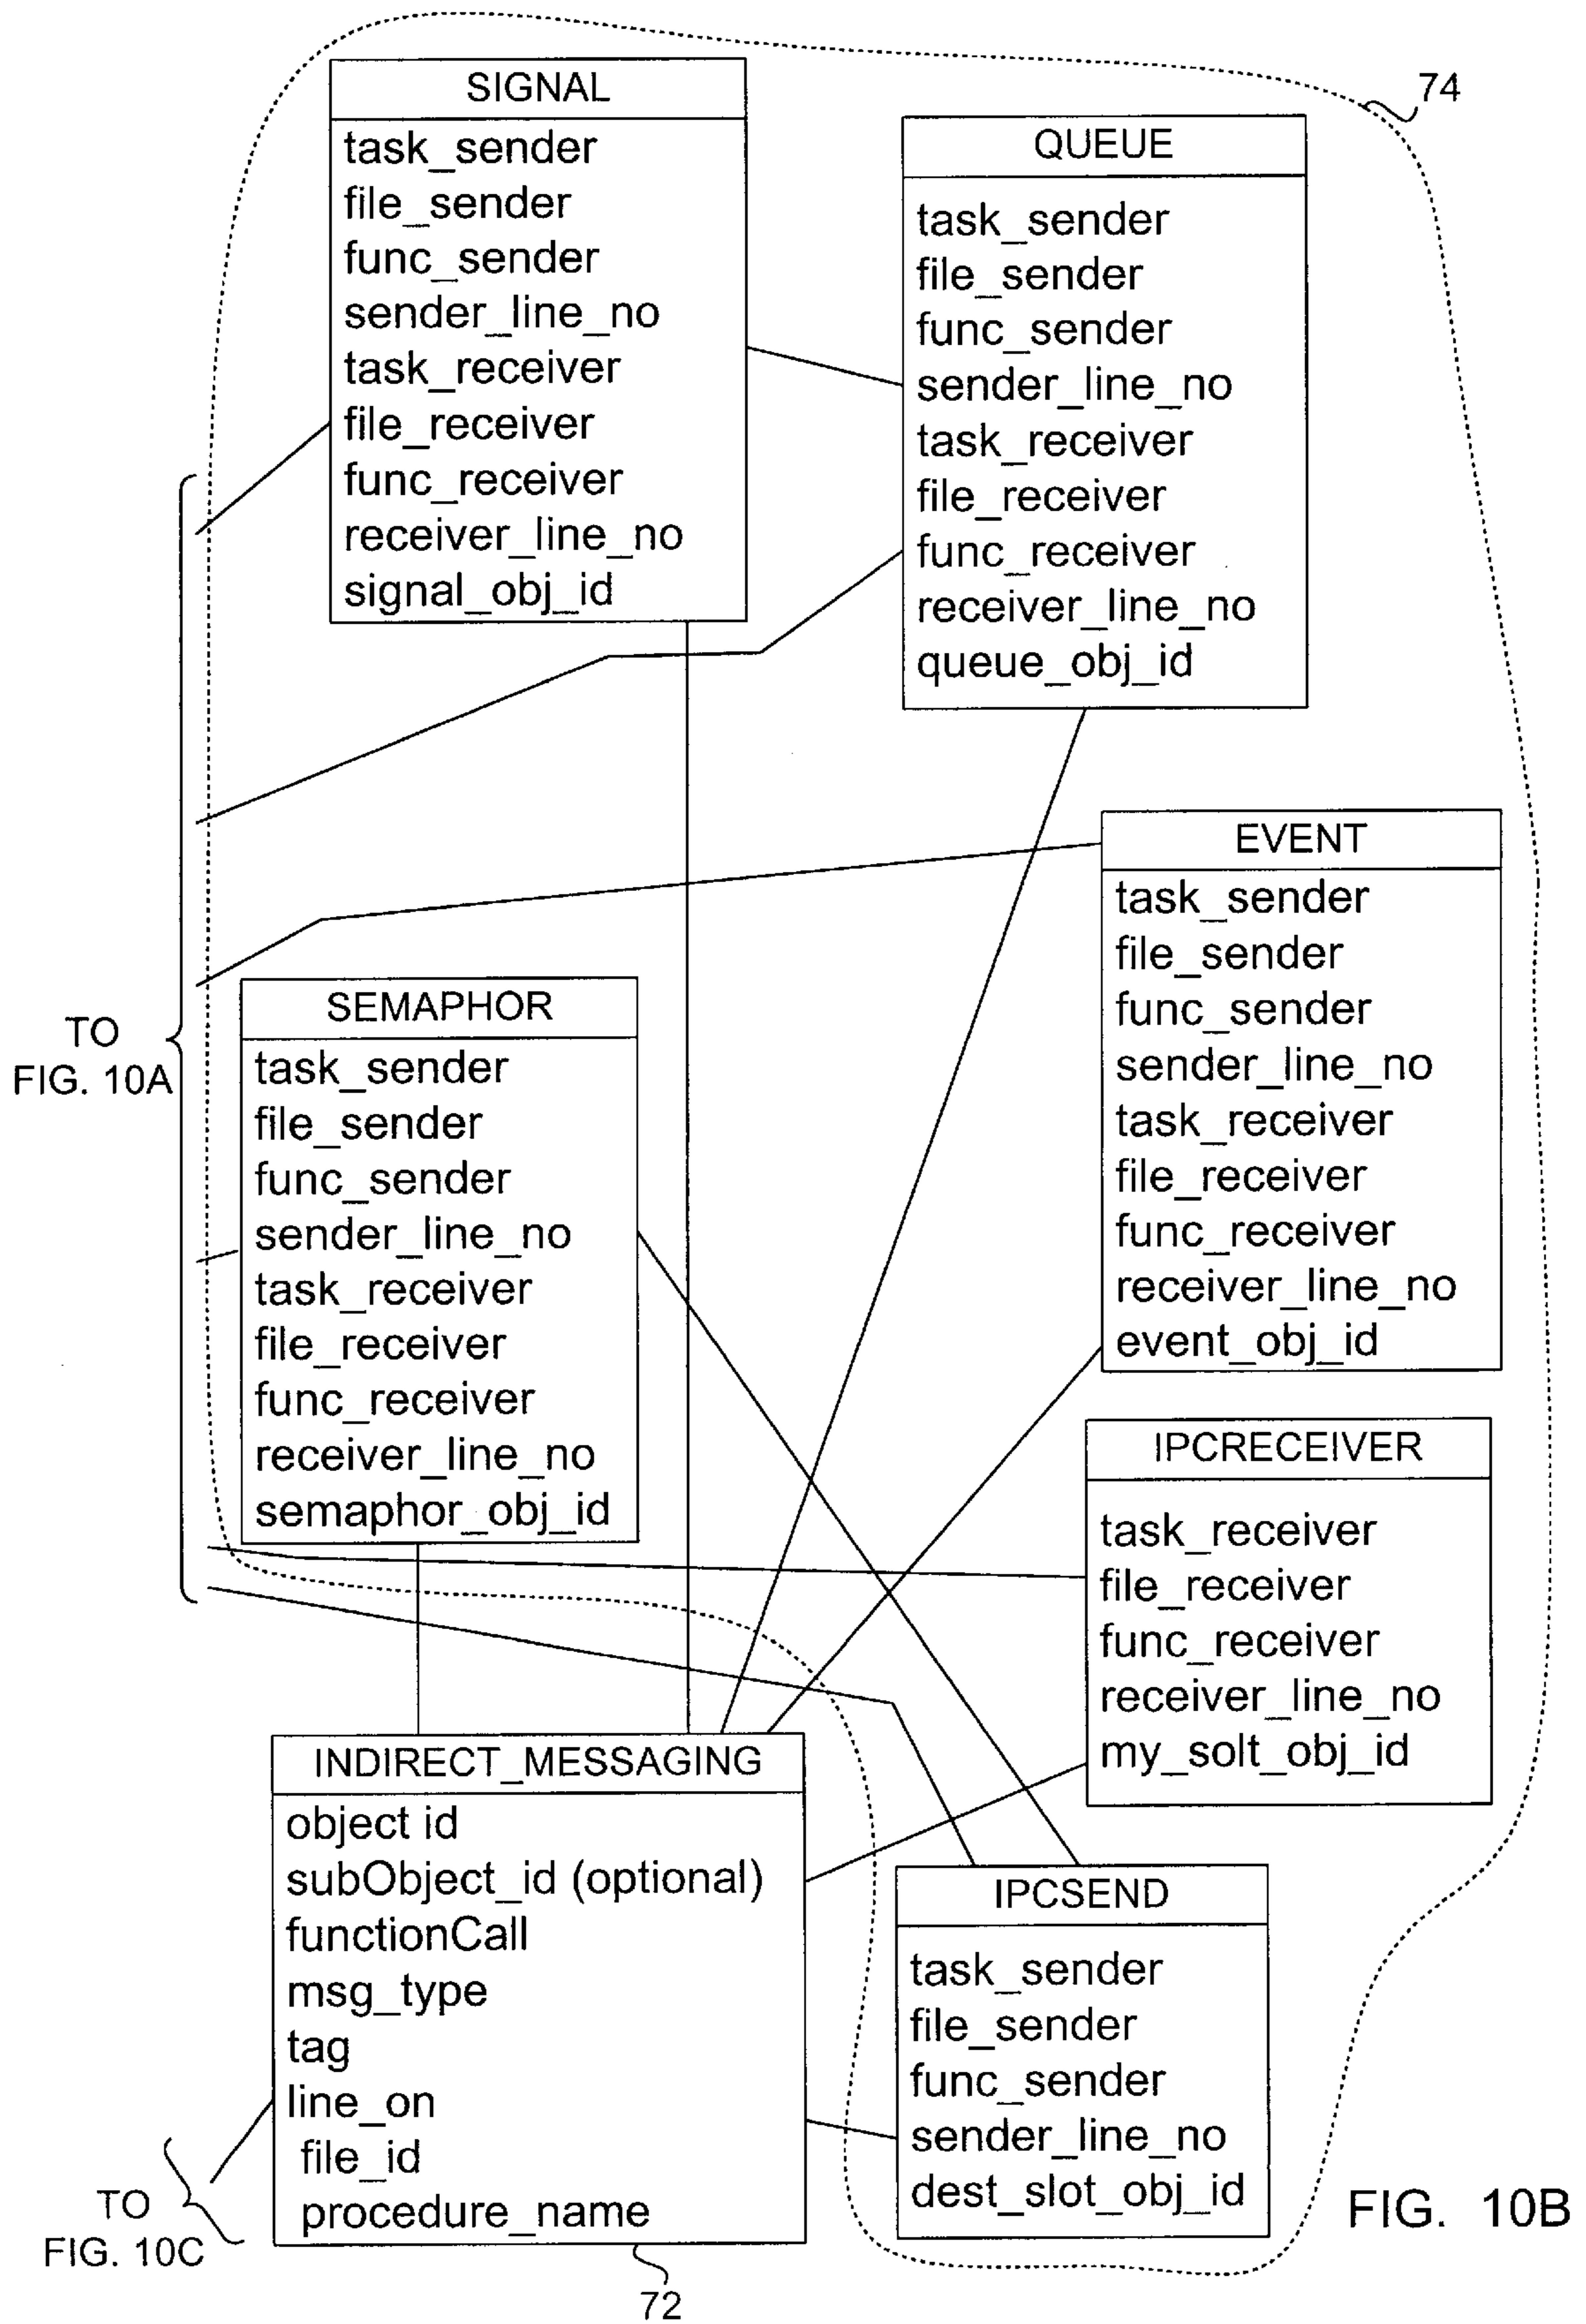 74
SIGNAL
task_sender
file_sender
func_sender
sender_line_no
task_receiver
file_receiver
func_receiver
receiver_line_no
signal_obj_id
QUEUE
task_sender
file_sender
func_sender
sender_line_no
task_receiver
file_receiver
func_receiver
receiver_line_no
queue_obj_id
EVENT
task_sender
file_sender
func_sender
sender_line_no
task_receiver
file_receiver
func_receiver
receiver_line_no
event_obj_id
TO
FIG. 10A
SEMAPHOR
task_sender
file_sender
func_sender
sender_line_no
task_receiver
file_receiver
func_receiver
receiver_line_no
semaphor_obj_id
IPCRECEIVER
task_receiver
file_receiver
func_receiver
receiver_line_no
my_solt_obj_id
INDIRECT_MESSAGING
object id
subObject_id (optional)
functionCall
msg_type
tag
line_on
file_id
procedure_name
IPCSEND
task_sender
file_sender
func_sender
sender_line_no
dest_slot_obj_id
TO
FIG. 10C
72
FIG. 10B